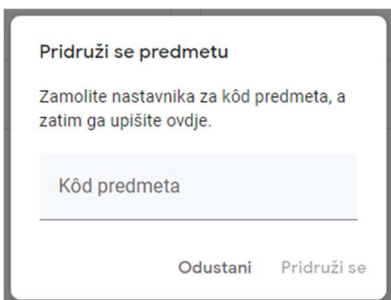 Pridruži se predmetu
Zamolite nastavnika za kôd predmeta, a
zatim ga upišite ovdje.
Kôd predmeta
Odustani Pridruži se